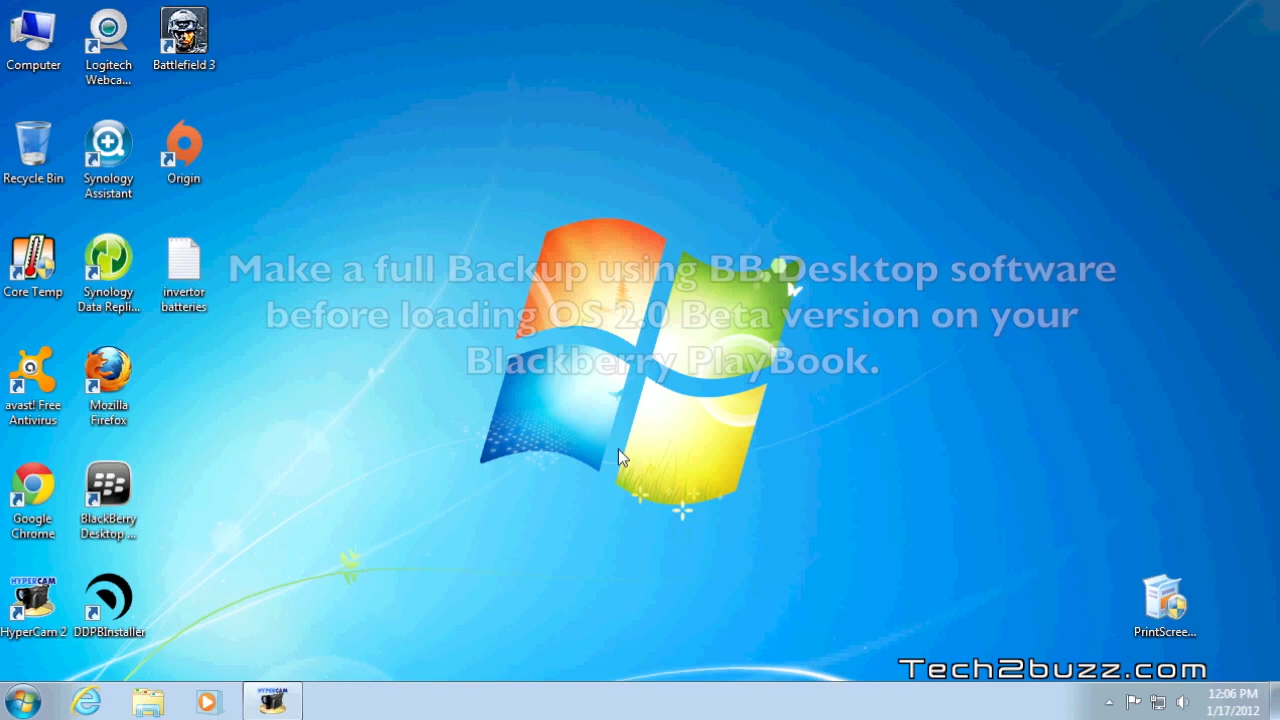 Computer
Logitech
Webca...
Battlefield 3
Recycle Bin
Synology
Assistant
Origin
Core Temp
Synology
Data Repli...
invertor
batteries
Make a full Backup using BB Desktop software
before loading OS 2.0 Beta version on your
Blackberry PlayBook.
avast! Free
Antivirus
Mozilla
Firefox
Google
Chrome
BlackBerry
Desktop ...
HYPERCAM
HyperCam 2
DDPBInstaller
PrintScree...
Tech2buzz.com
HYPERCAM
12:06 PM
1/17/2012